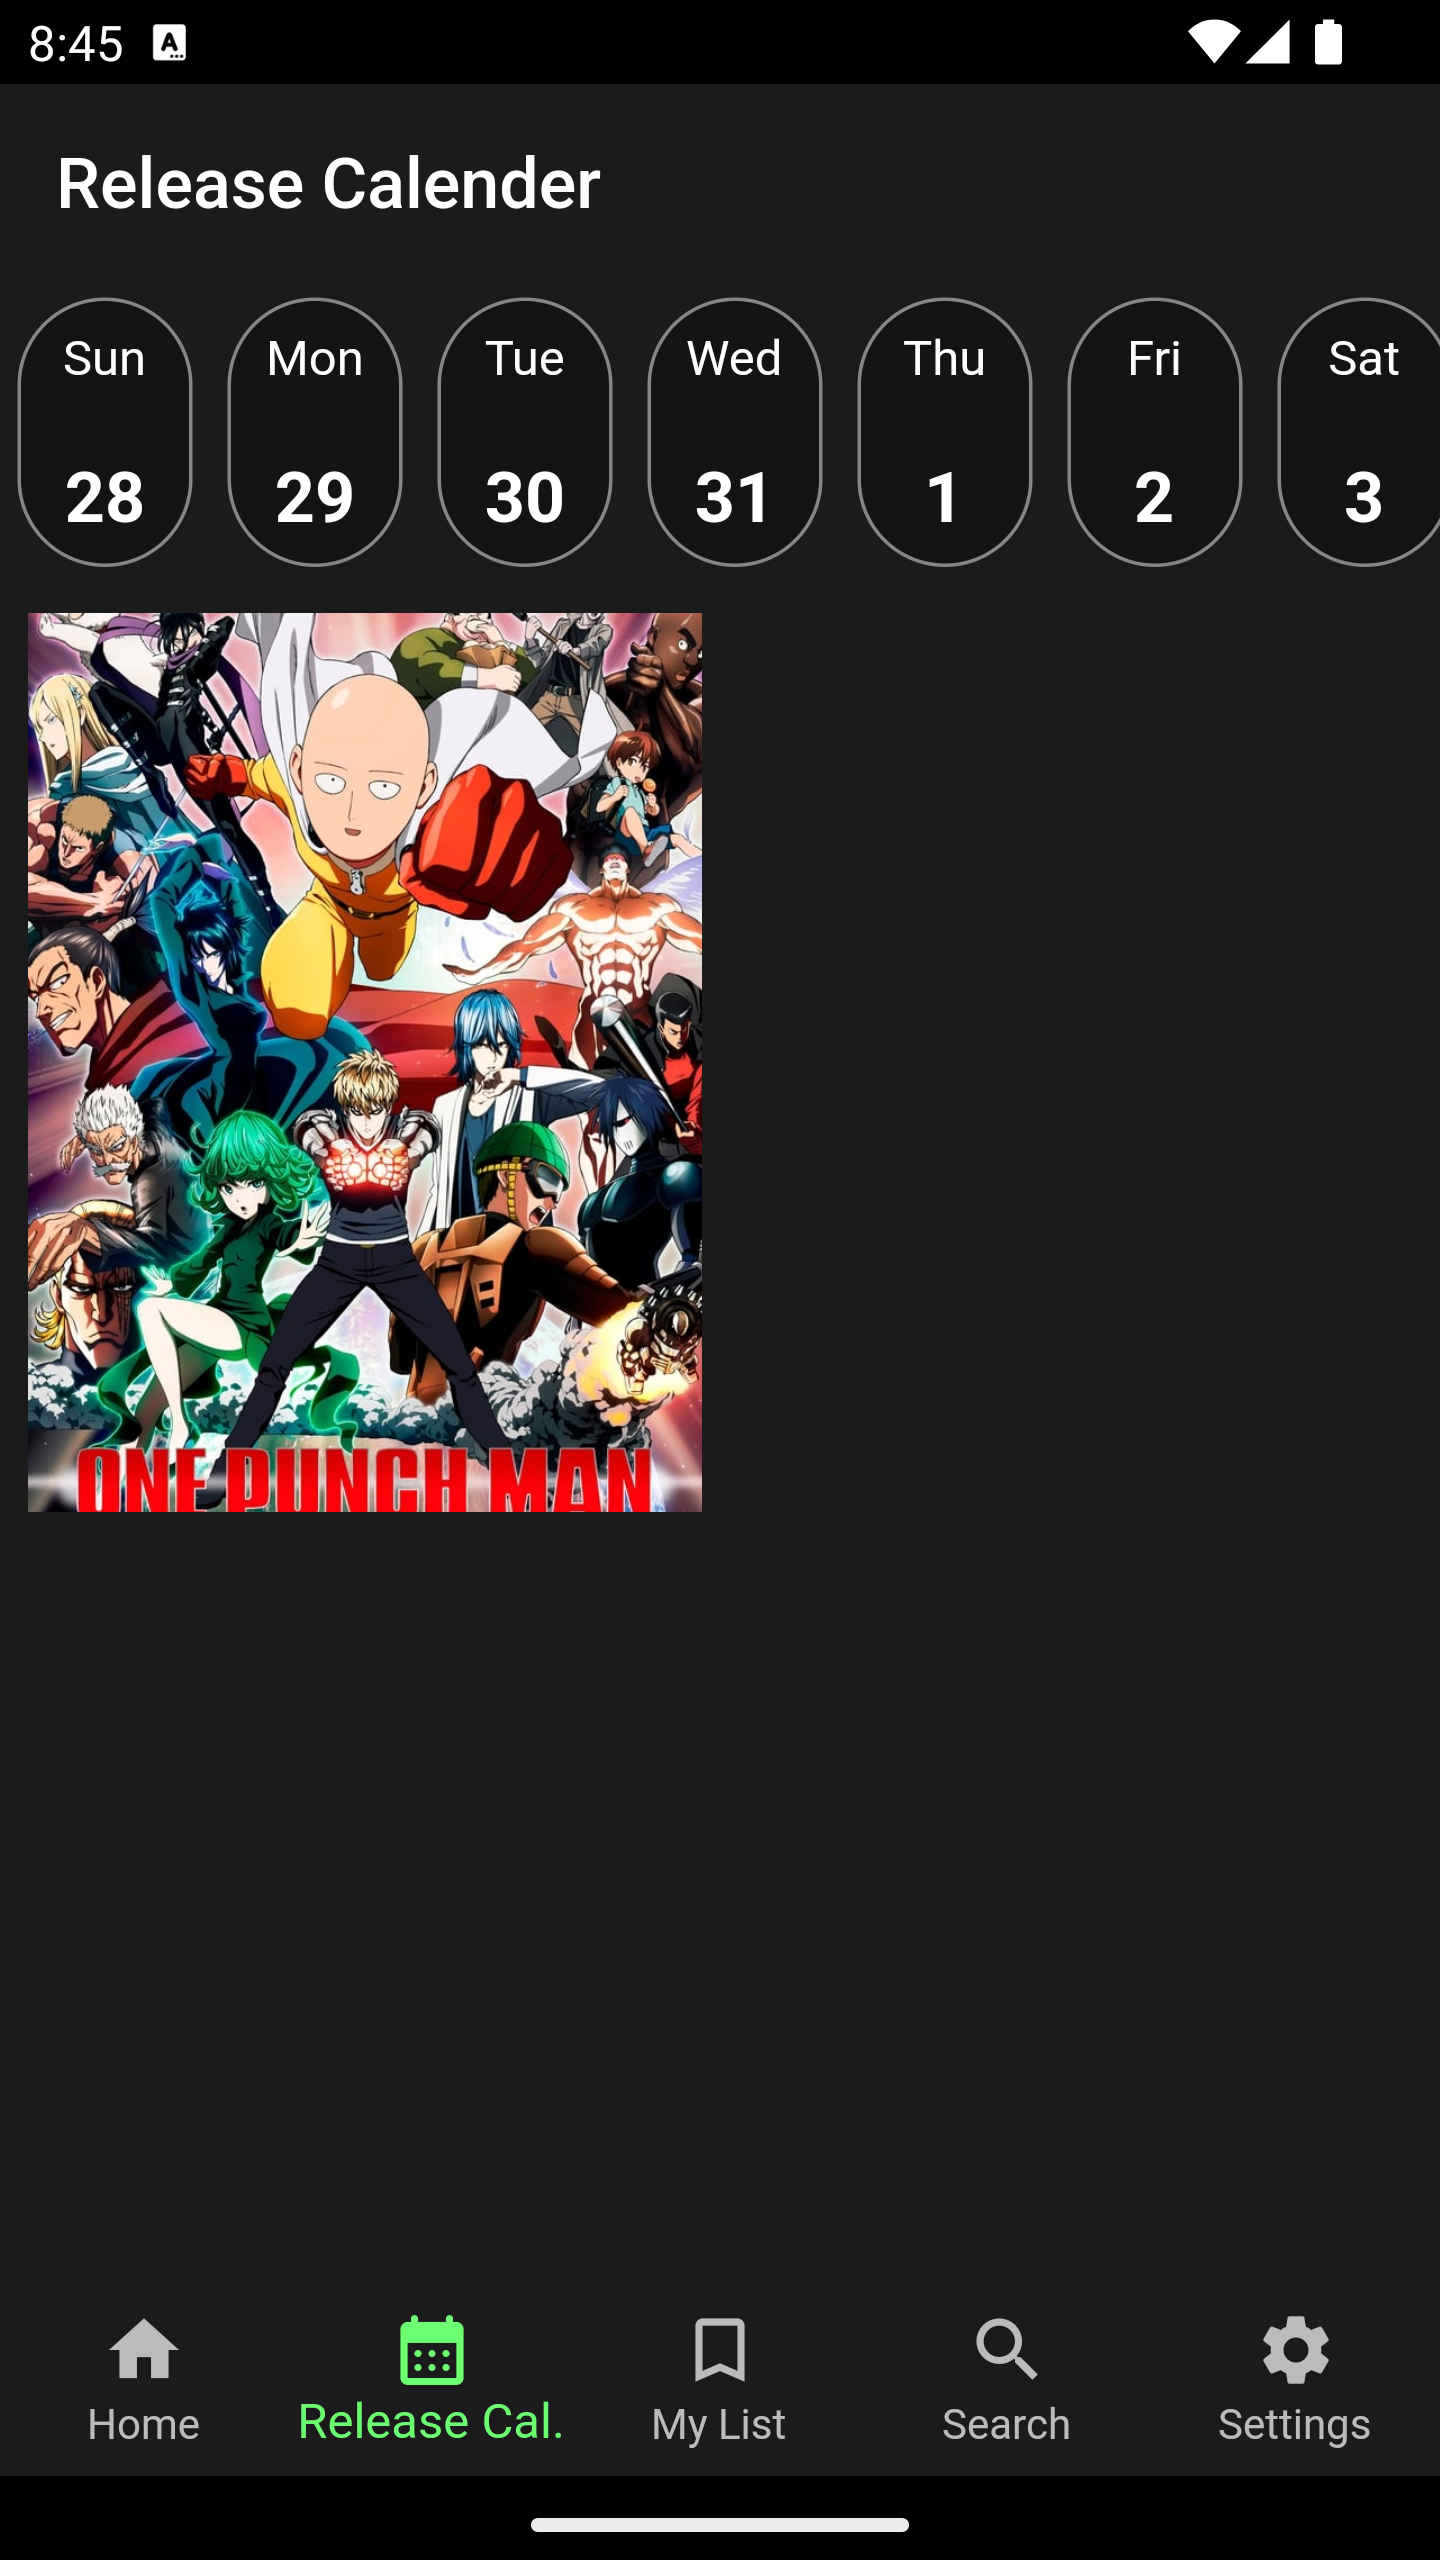 8:45
Release Calender
Sun Mon Tue Wed Thu Fri Sat
28 29 30 31 1 2 3
ONE PUNCH MAN
Home Release Cal. My List Search Settings